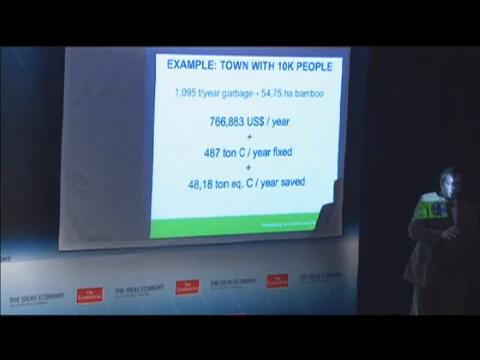 EXAMPLE: TOWN WITH 10K PEOPLE
1,095 t/year garbage + 54,75 ha bamboo
766,883 US$ / year
+
487 ton C / year fixed
+
48,18 ton eq. C / year saved
THE IDEAS ECONOMY
The Economist
THE IDEAS ECONOMY
The Economist
THE IDEAS ECONOMY
The Economist
THE IDEAS ECONOMY